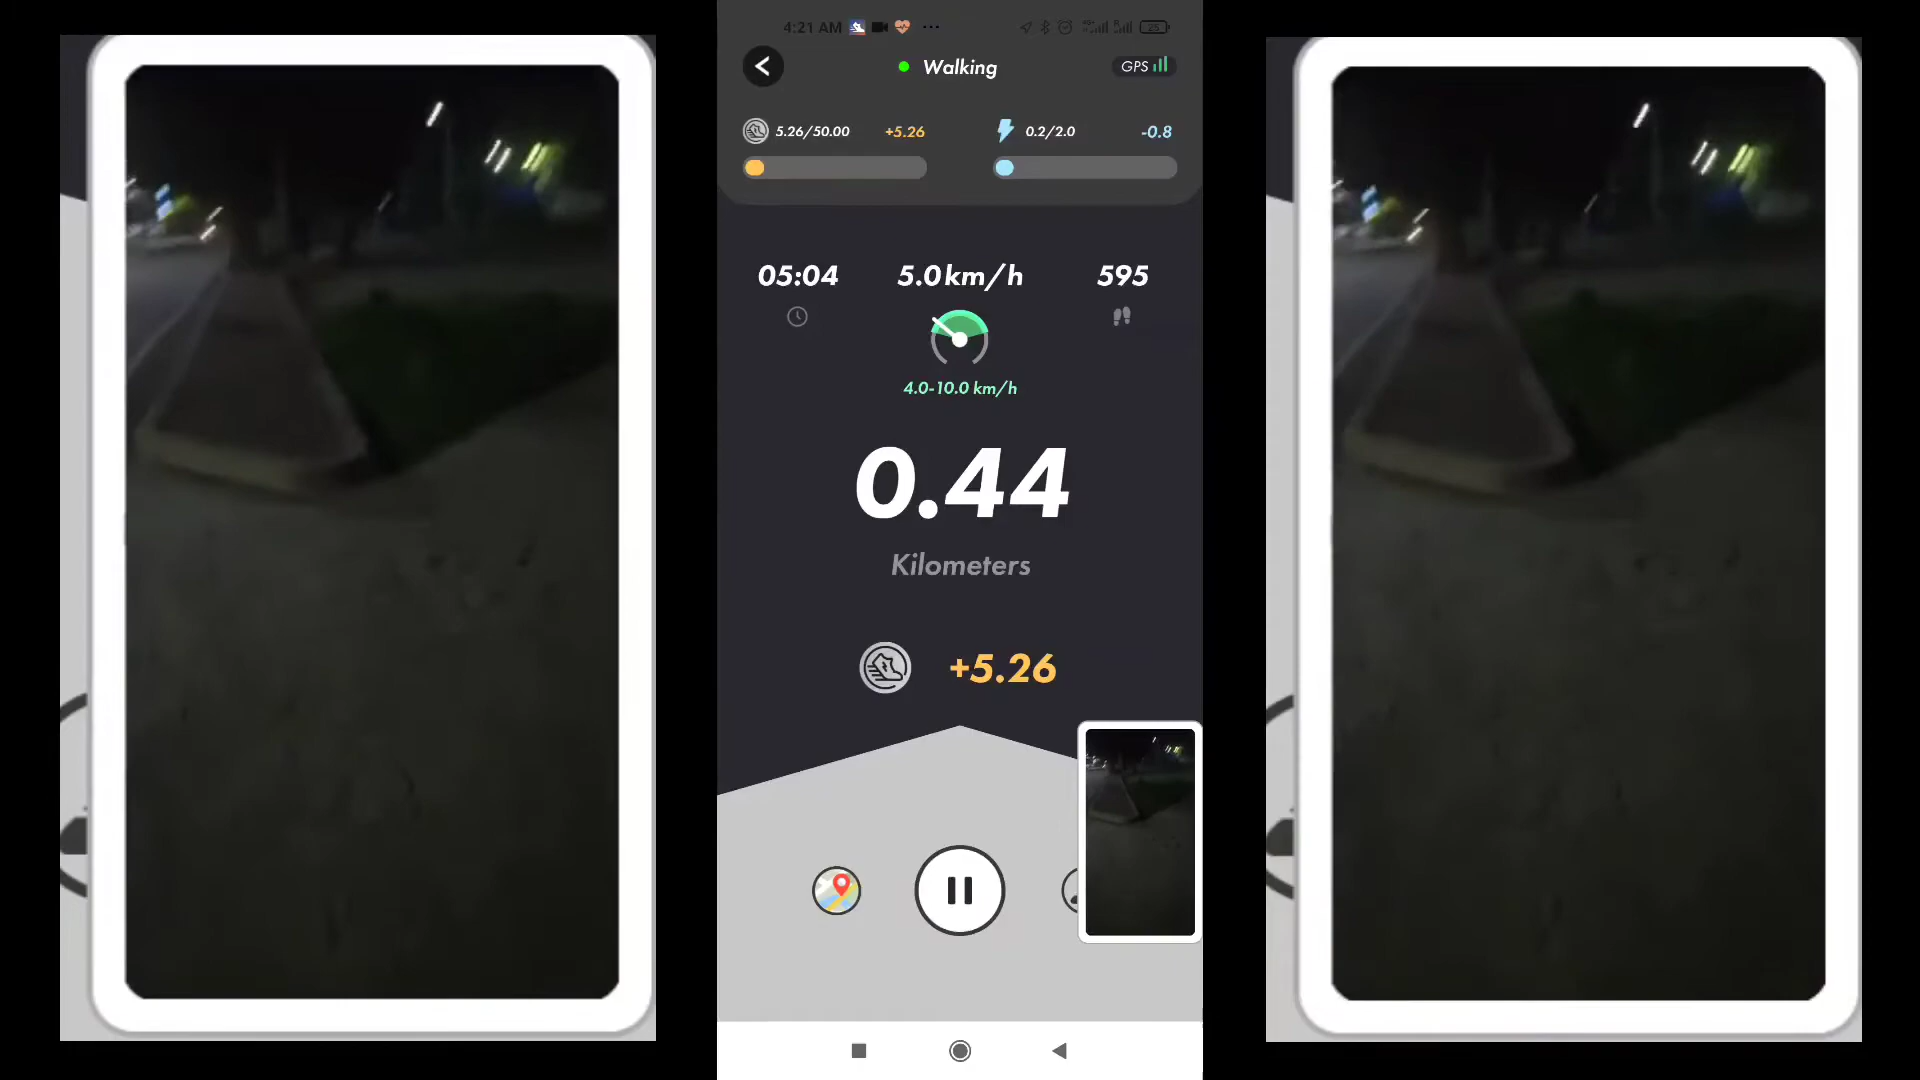 4:21 AM ...
25
Walking
GPS
5.26/50.00 +5.26
0.2/2.0 -0.8
05:04
5.0km/h
595
4.0-10.0 km/h
0.44
Kilometers
+5.26